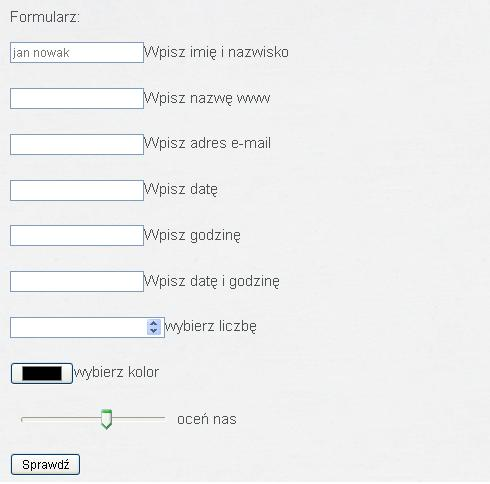 Formularz:
jan nowak Wpisz imię i nazwisko
Wpisz nazwę www
Wpisz adres e-mail
Wpisz datę
Wpisz godzinę
Wpisz datę i godzinę
wybierz liczbę
wybierz kolor
oceń nas
Sprawdź